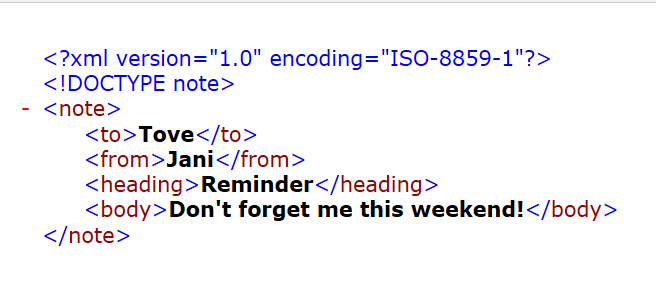 <?xml version="1.0" encoding="ISO-8859-1"?>
<!DOCTYPE note>
- <note>
<to>Tove</to>
<from>Jani</from>
<heading>Reminder</heading>
<body>Don't forget me this weekend!</body>
</note>